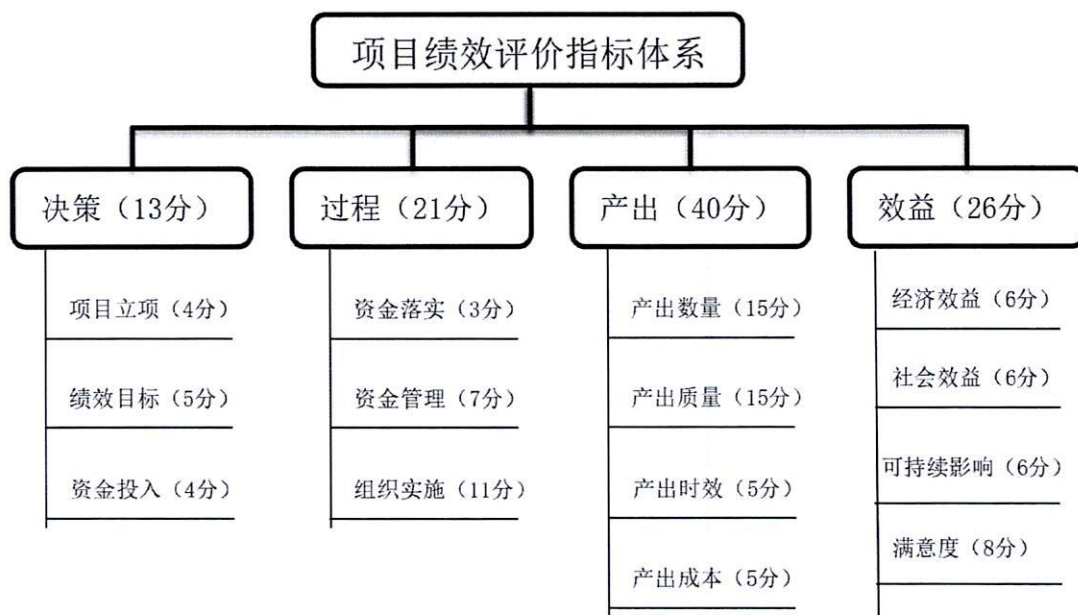 项目绩效评价指标体系
决策（13分）
过程（21分）
产出（40分）
效益（26分）
项目立项（4分）
绩效目标（5分）
资金投入（4分）
资金落实（3分）
资金管理（7分）
组织实施（11分）
产出数量（15分）
产出质量（15分）
产出时效（5分）
产出成本（5分）
经济效益（6分）
社会效益（6分）
可持续影响（6分）
满意度（8分）